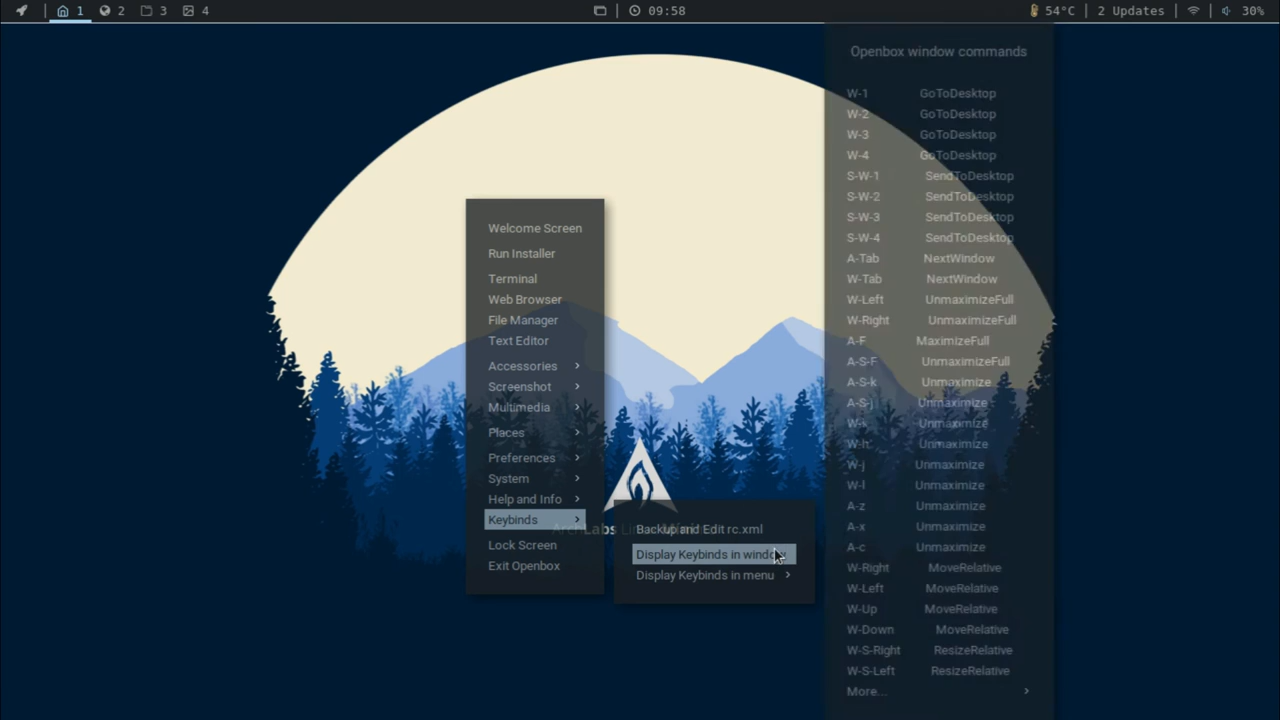 1 2 3 4 09:58 54°C 2 Updates 30%
Openbox window commands
W-1 GoToDesktop
W-2 GoToDesktop
W-3 GoToDesktop
W-4 GoToDesktop
S-W-1 SendToDesktop
S-W-2 SendToDesktop
S-W-3 SendToDesktop
S-W-4 SendToDesktop
A-Tab NextWindow
W-Tab NextWindow
W-Left UnmaximizeFull
W-Right UnmaximizeFull
A-F MaximizeFull
A-S-F UnmaximizeFull
A-S-k Unmaximize
A-S-j Unmaximize
W-k Unmaximize
W-h Unmaximize
W-j Unmaximize
W-l Unmaximize
A-z Unmaximize
A-x Unmaximize
A-c Unmaximize
W-Right MoveRelative
W-Left MoveRelative
W-Up MoveRelative
W-Down MoveRelative
W-S-Right ResizeRelative
W-S-Left ResizeRelative
More...
Welcome Screen
Run Installer
Terminal
Web Browser
File Manager
Text Editor
Accessories
Screenshot
Multimedia
Places
Preferences
System
Help and Info
Keybinds
Lock Screen
Exit Openbox
ArchLabs
Backup and Edit rc.xml
Display Keybinds in window
Display Keybinds in menu